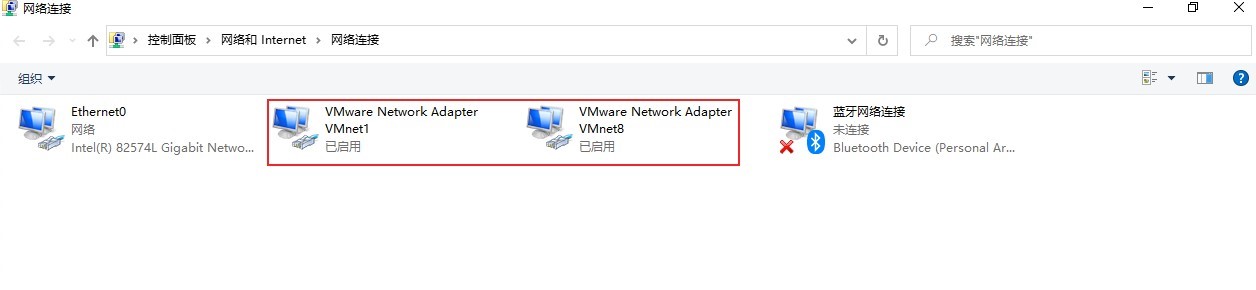 网络连接
控制面板 > 网络和 Internet > 网络连接
搜索"网络连接"
组织
Ethernet0
网络
Intel(R) 82574L Gigabit Netwo...
VMware Network Adapter
VMnet1
已启用
VMware Network Adapter
VMnet8
已启用
蓝牙网络连接
未连接
Bluetooth Device (Personal Ar...